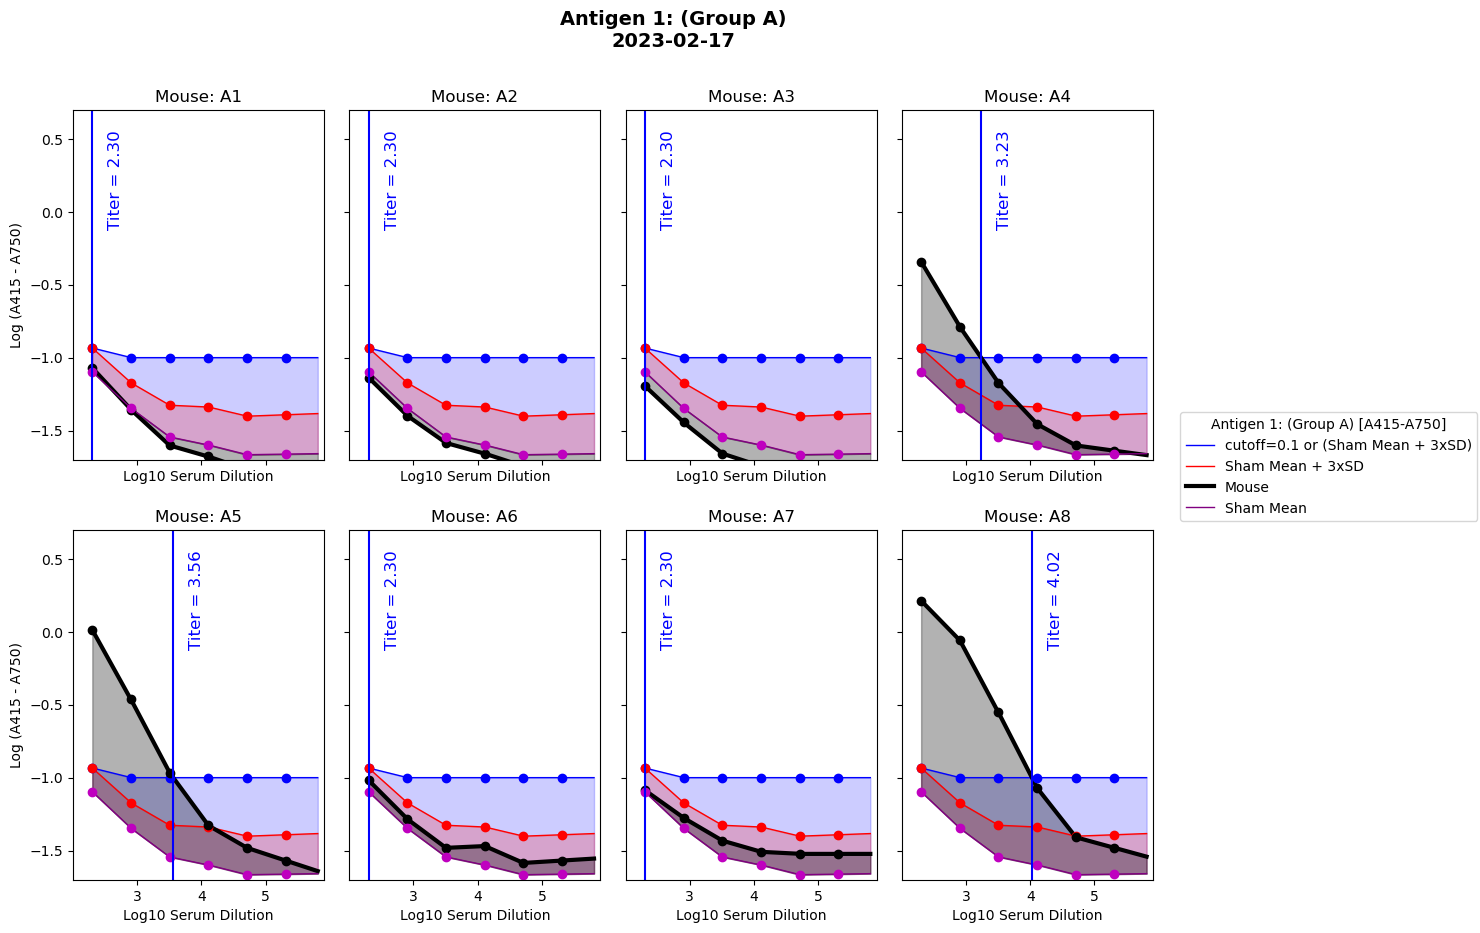 Antigen 1: (Group A)
2023-02-17
Mouse: A1
Mouse: A2
Mouse: A3
Mouse: A4
0.5
0.0
−0.5
−1.0
−1.5
Log (A415 - A750)
Titer = 2.30
Titer = 2.30
Titer = 2.30
Titer = 3.23
3
4
5
3
4
5
3
4
5
3
4
5
Log10 Serum Dilution
Log10 Serum Dilution
Log10 Serum Dilution
Log10 Serum Dilution
Antigen 1: (Group A) [A415-A750]
cutoff=0.1 or (Sham Mean + 3xSD)
Sham Mean + 3xSD
Mouse
Sham Mean
Mouse: A5
Mouse: A6
Mouse: A7
Mouse: A8
0.5
0.0
−0.5
−1.0
−1.5
Log (A415 - A750)
Titer = 3.56
Titer = 2.30
Titer = 2.30
Titer = 4.02
Log10 Serum Dilution
Log10 Serum Dilution
Log10 Serum Dilution
Log10 Serum Dilution